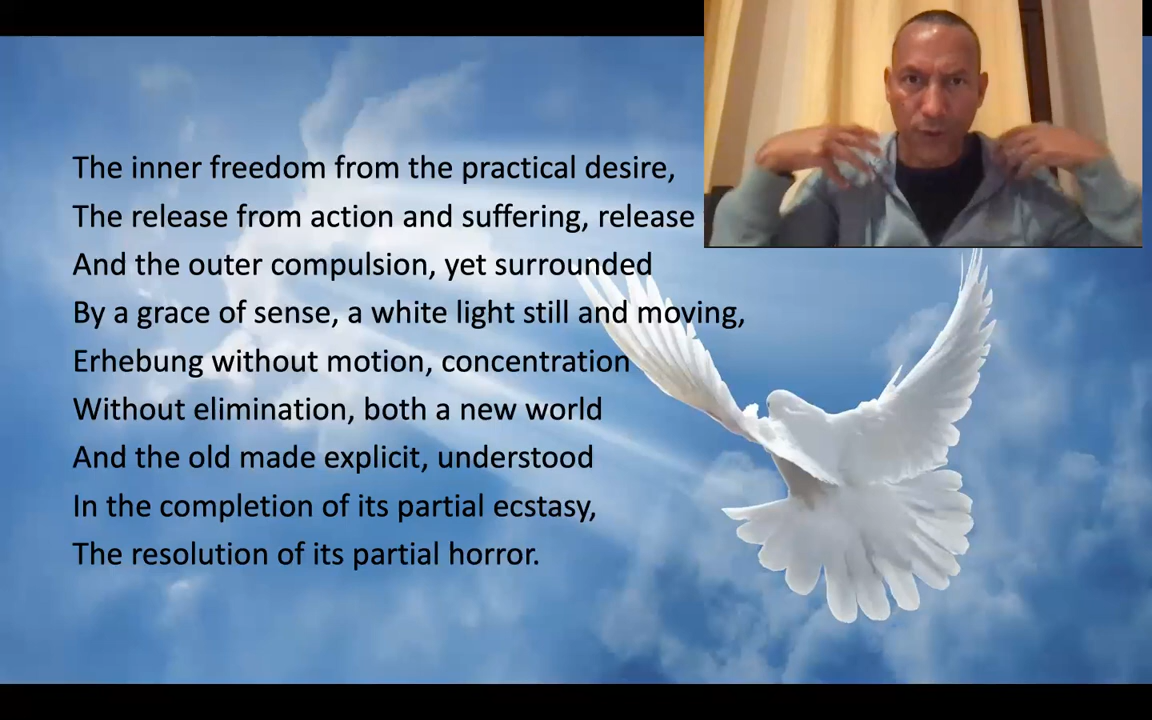 The inner freedom from the practical desire,
The release from action and suffering, release
And the outer compulsion, yet surrounded
By a grace of sense, a white light still and moving,
Erhebung without motion, concentration
Without elimination, both a new world
And the old made explicit, understood
In the completion of its partial ecstasy,
The resolution of its partial horror.